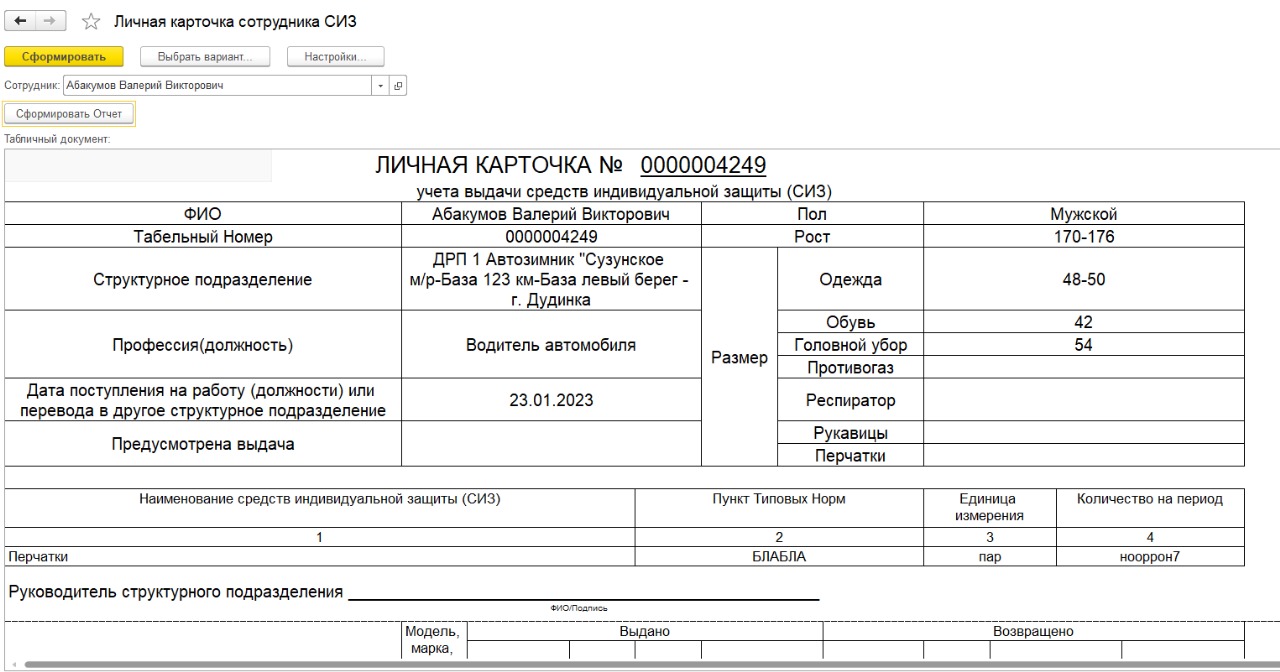 Личная карточка сотрудника СИЗ
Сформировать Выбрать вариант... Настройки...
Сотрудник: Абакумов Валерий Викторович
Сформировать Отчет
Табличный документ:
ЛИЧНАЯ КАРТОЧКА № 0000004249
учета выдачи средств индивидуальной защиты (СИЗ)
ФИО Абакумов Валерий Викторович Пол Мужской
Табельный Номер 0000004249 Рост 170-176
Структурное подразделение
ДРП 1 Автозимник "Сузунское
м/р-База 123 км-База левый берег -
г. Дудинка
Размер
Одежда 48-50
Обувь 42
Профессия(должность) Водитель автомобиля
Головной убор 54
Противогаз
Дата поступления на работу (должности) или
перевода в другое структурное подразделение
23.01.2023
Респиратор
Предусмотрена выдача
Рукавицы
Перчатки
Наименование средств индивидуальной защиты (СИЗ) Пункт Типовых Норм Единица
измерения
Количество на период
1 2 3 4
Перчатки БЛАБЛА пар нооррон7
Руководитель структурного подразделения
ФИО/Подпись
Модель,
марка,
Выдано Возвращено